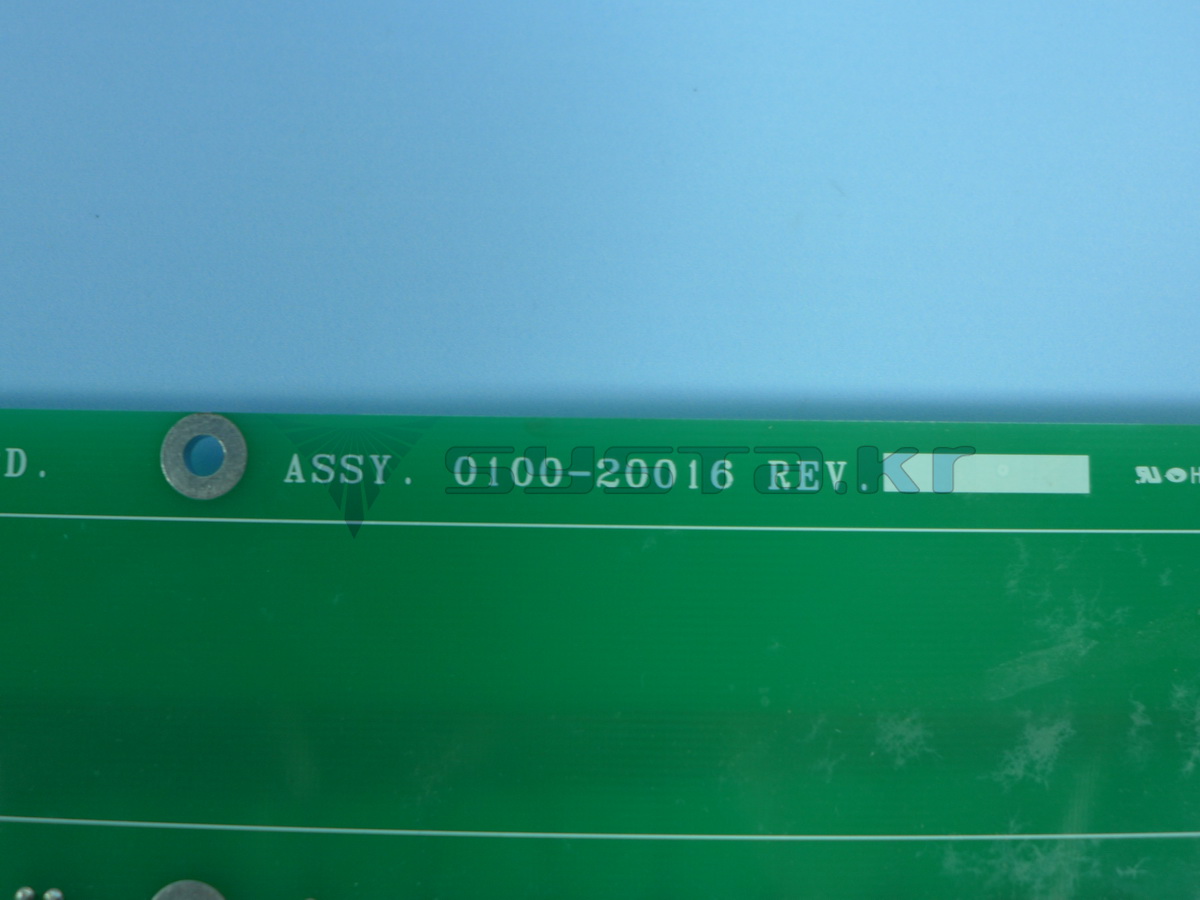 D. ASSY. 0100-20016 REV.
systa.kr